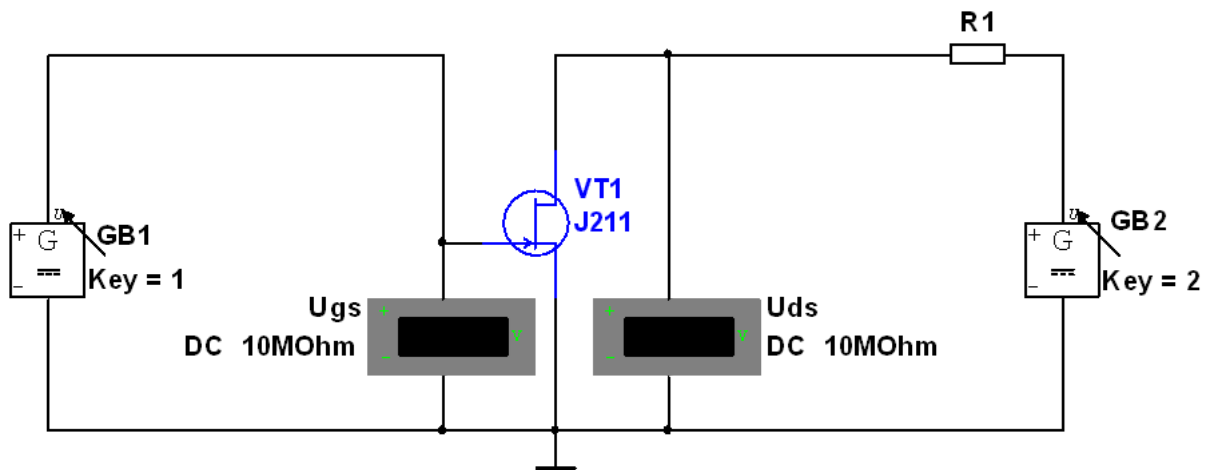 R1
VT1
J211
+
u
G
-
GB1
Key = 1
+
u
G
-
GB2
Key = 2
Ugs
DC 10MOhm
+
-
V
+
-
V
Uds
DC 10MOhm